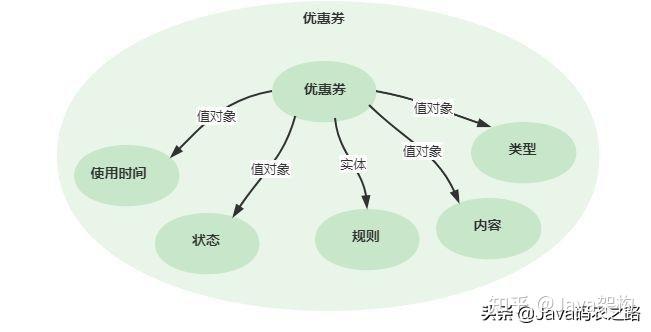 优惠券
优惠券
值对象
值对象
值对象
实体
值对象
类型
使用时间
内容
状态
规则
知乎 @Java架构
头条 @Java码农之路